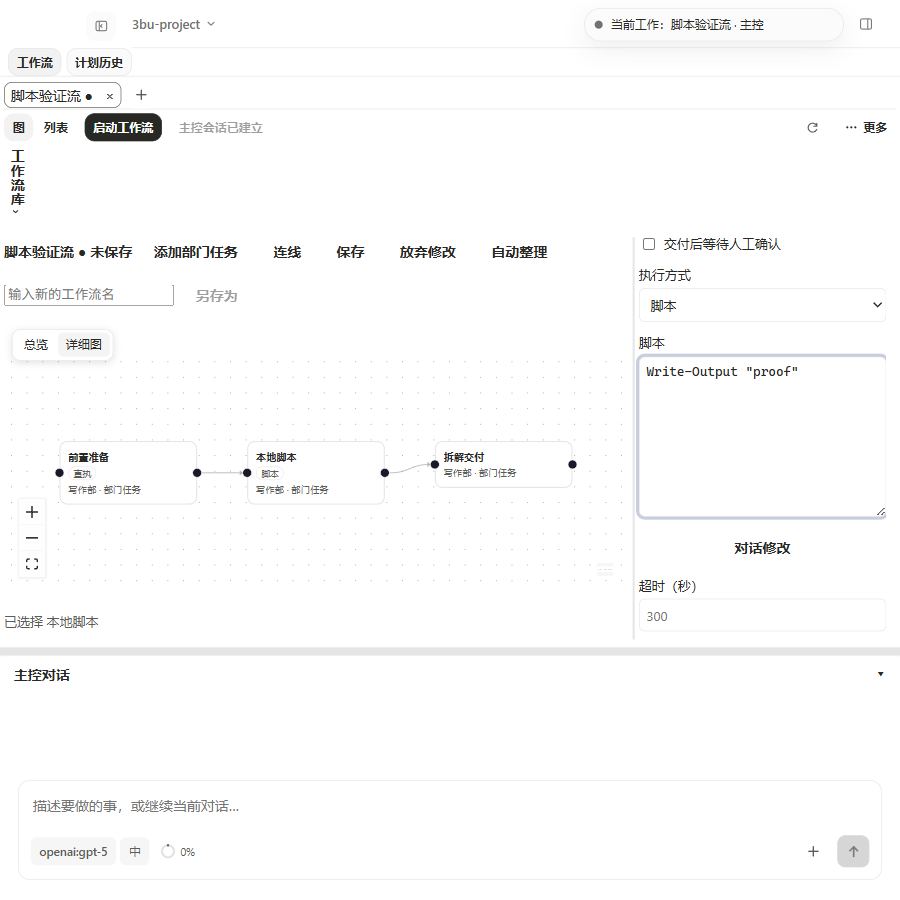 3bu-project
当前工作：脚本验证流 · 主控
工作流 计划历史
脚本验证流 ● × +
图 列表 启动工作流 主控会话已建立 ··· 更多
工作流库
脚本验证流 ● 未保存 添加部门任务 连线 保存 放弃修改 自动整理
输入新的工作流名 另存为
总览 详细图
前置准备
直执
写作部 · 部门任务
本地脚本
脚本
写作部 · 部门任务
拆解交付
写作部 · 部门任务
已选择 本地脚本
交付后等待人工确认
执行方式
脚本
脚本
Write-Output "proof"
对话修改
超时（秒）
300
主控对话
描述要做的事，或继续当前对话...
openai:gpt-5 中 0%